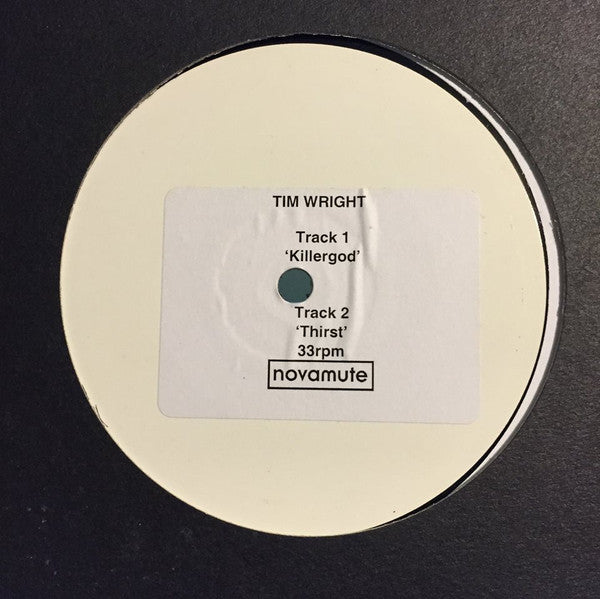 TIM WRIGHT
Track 1
‘Killergod’
Track 2
‘Thirst’
33rpm
novamute